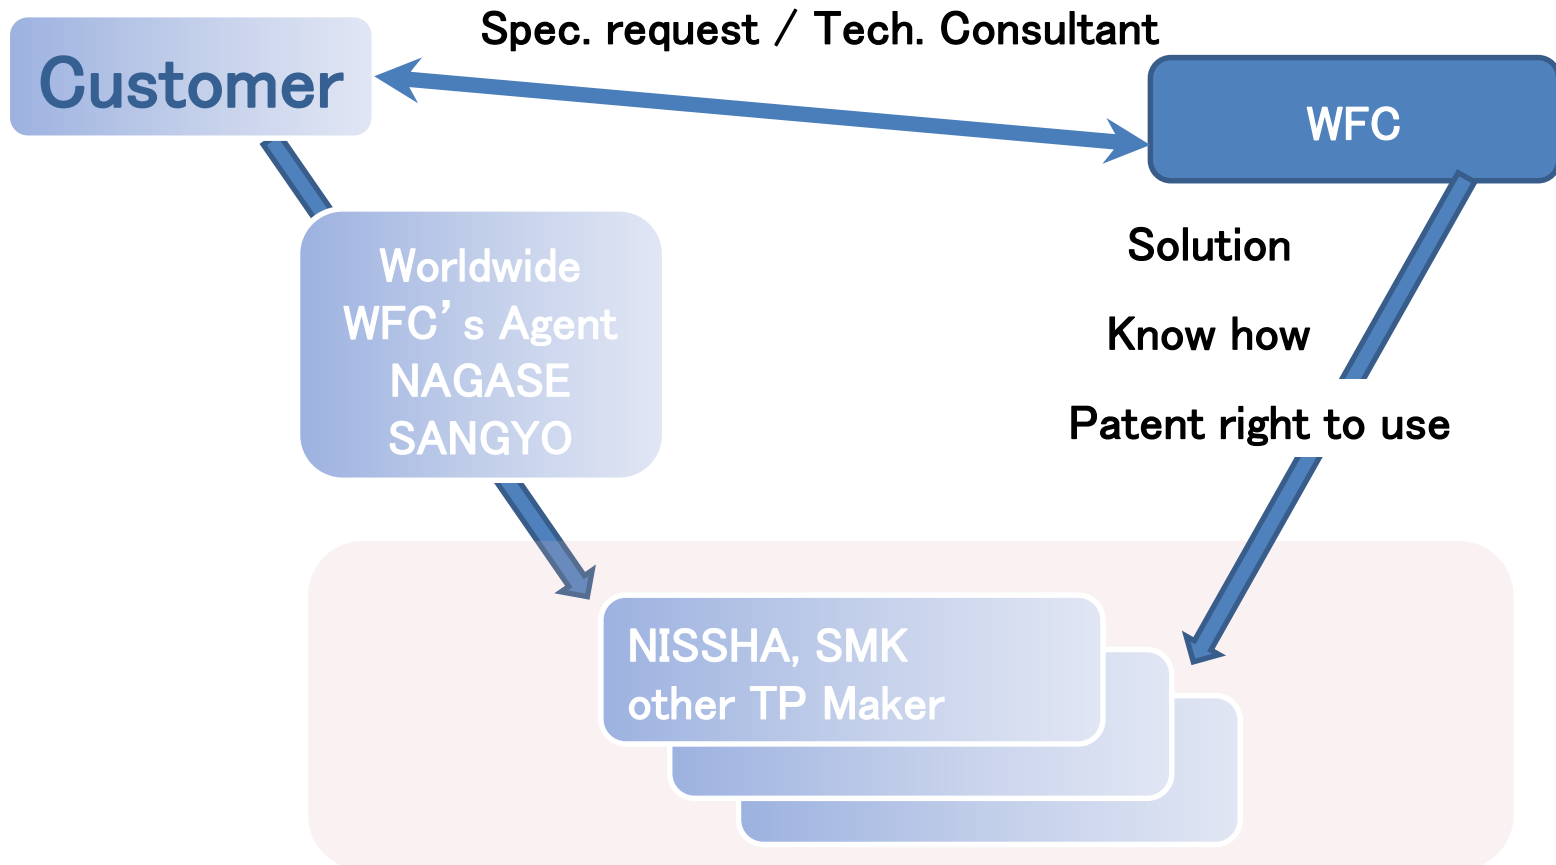 Spec. request / Tech. Consultant
Customer
WFC
Worldwide
WFC’s Agent
NAGASE
SANGYO
Solution
Know how
Patent right to use
NISSHA, SMK
other TP Maker